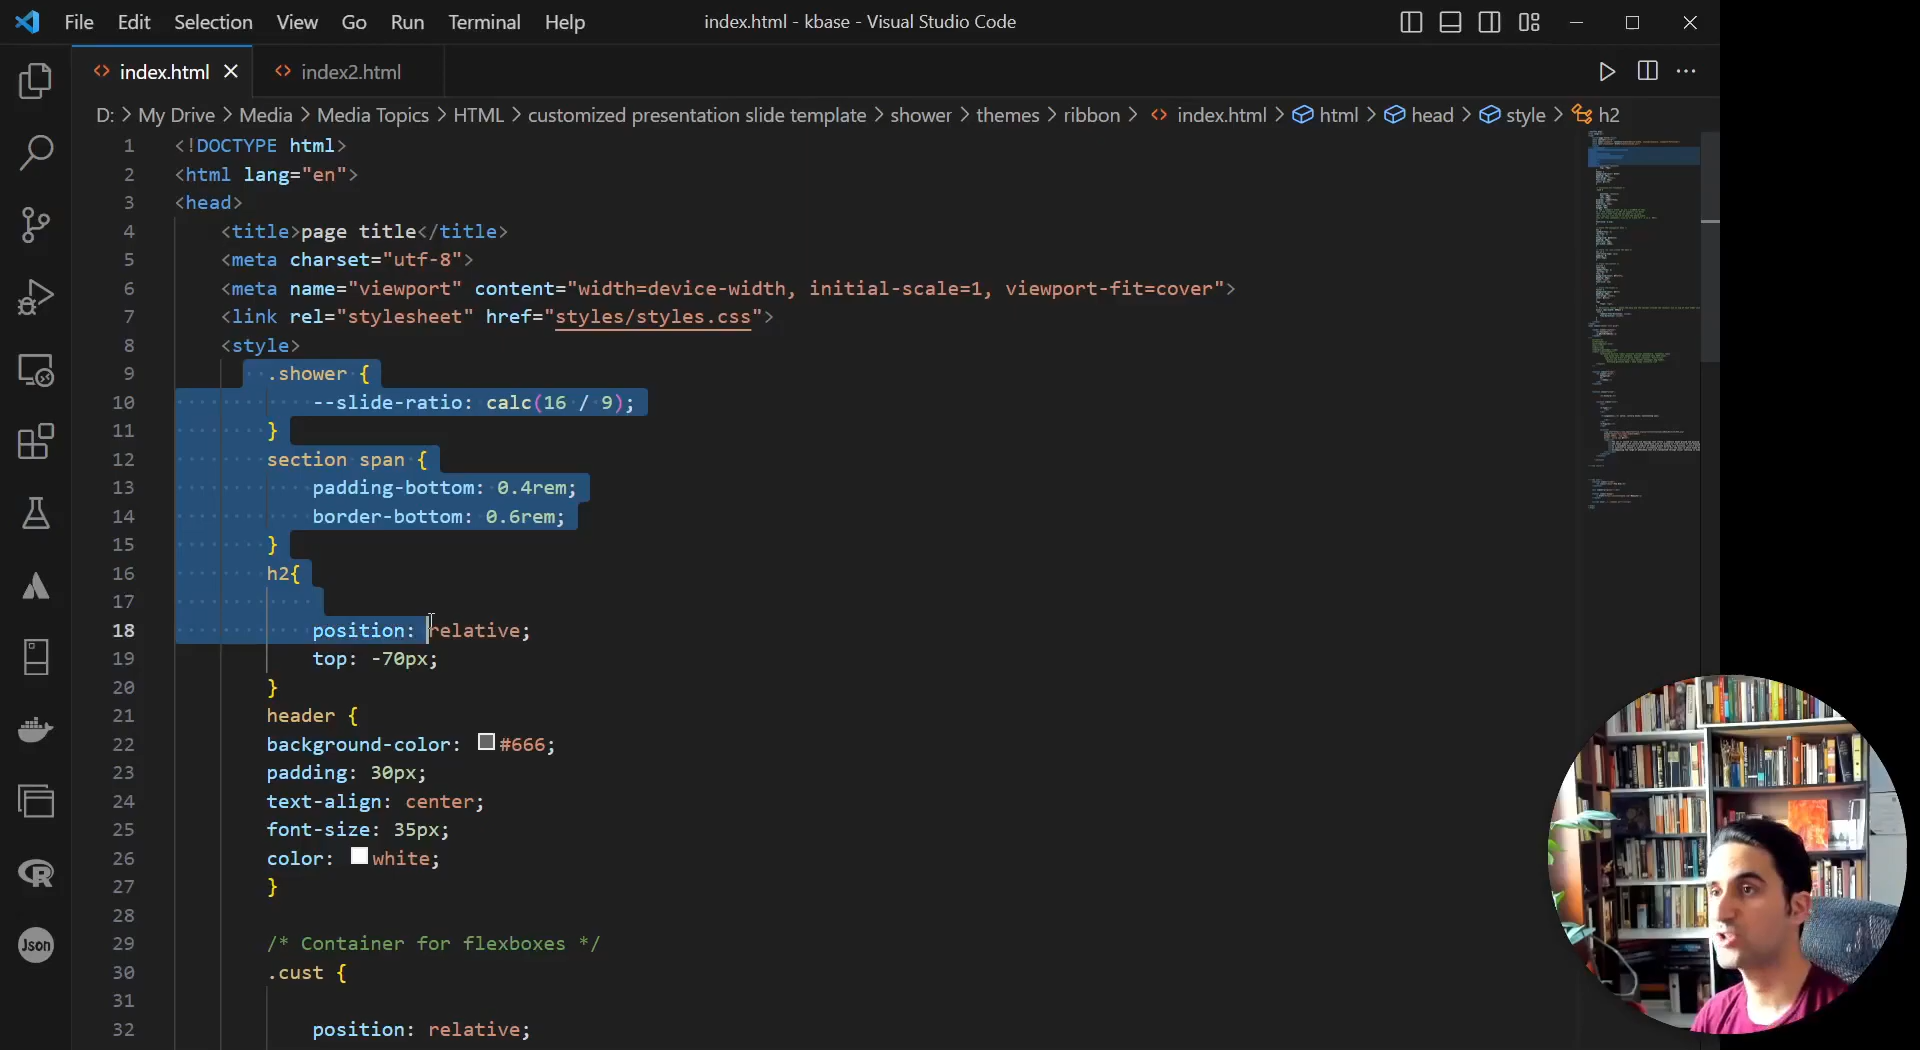 File Edit Selection View Go Run Terminal Help index.html - kbase - Visual Studio Code
index.html index2.html
D: > My Drive > Media > Media Topics > HTML > customized presentation slide template > shower > themes > ribbon > index.html > html > head > style > h2
1 <!DOCTYPE html>
2 <html lang="en">
3 <head>
4 <title>page title</title>
5 <meta charset="utf-8">
6 <meta name="viewport" content="width=device-width, initial-scale=1, viewport-fit=cover">
7 <link rel="stylesheet" href="styles/styles.css">
8 <style>
9 .shower {
10 --slide-ratio: calc(16 / 9);
11 }
12 section span {
13 padding-bottom: 0.4rem;
14 border-bottom: 0.6rem;
15 }
16 h2{
17
18 position: relative;
19 top: -70px;
20 }
21 header {
22 background-color: #666;
23 padding: 30px;
24 text-align: center;
25 font-size: 35px;
26 color: white;
27 }
28
29 /* Container for flexboxes */
30 .cust {
31
32 position: relative;
Json